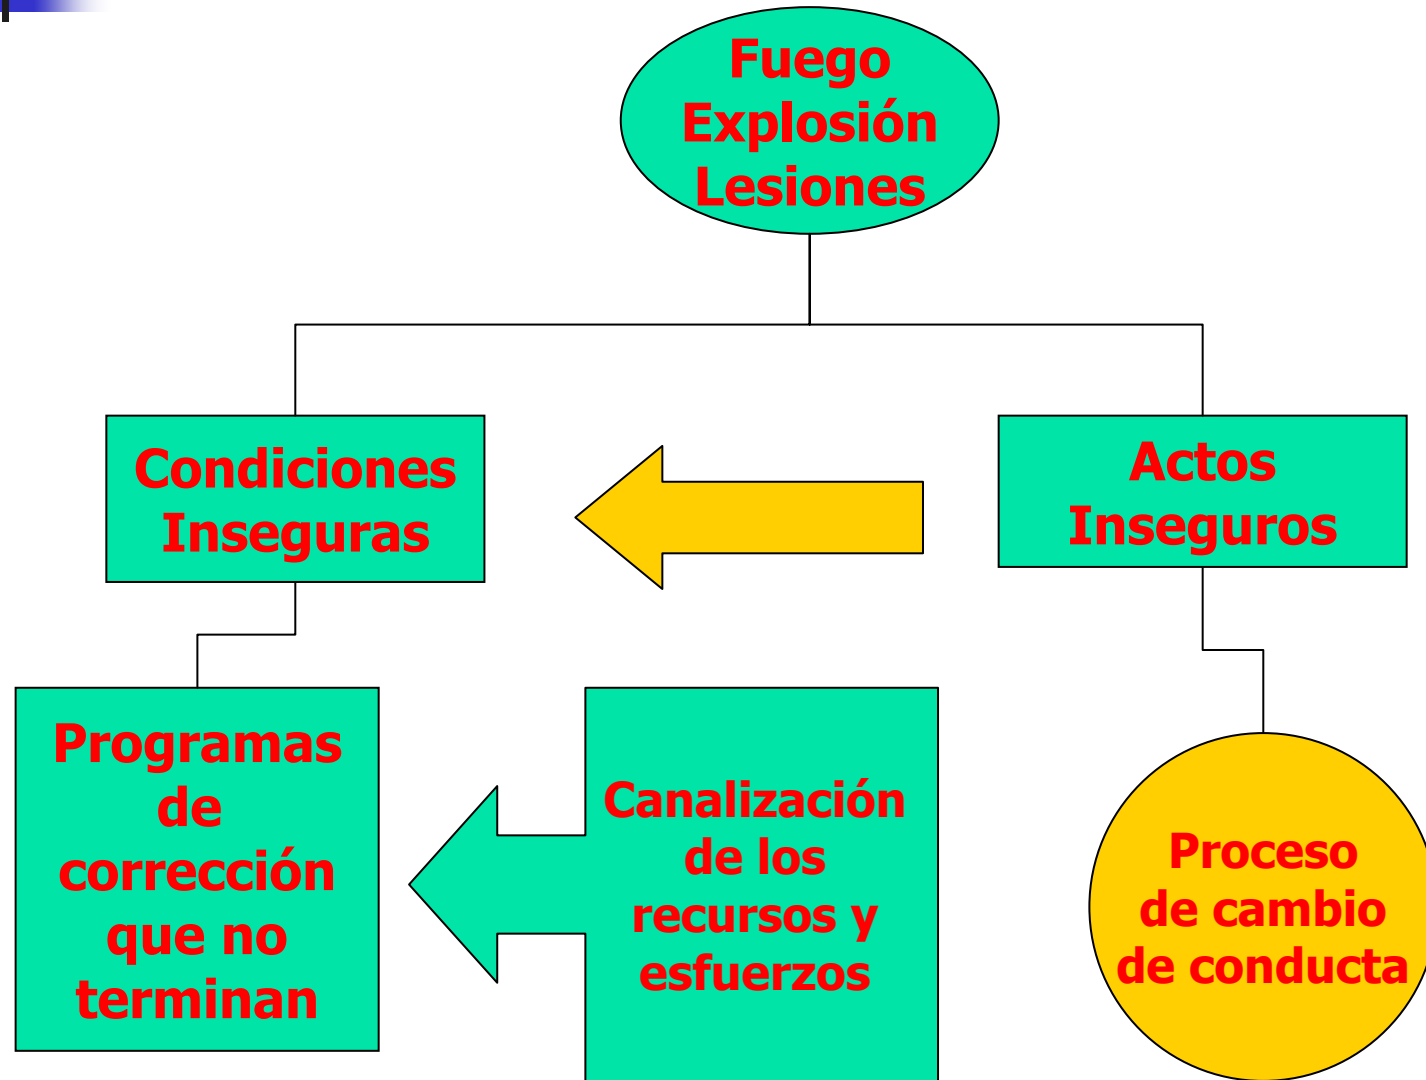 Fuego
Explosión
Lesiones
Condiciones
Inseguras
Actos
Inseguros
Programas
de
corrección
que no
terminan
Canalización
de los
recursos y
esfuerzos
Proceso
de cambio
de conducta